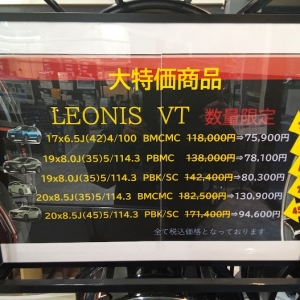 大特価商品
LEONIS VT 数量限定
17x6.5J(42)4/100 BMCMC 118,000円⇒75,900円
19x8.0J(35)5/114.3 PBMC 138,000円⇒78,100円
19x8.0J(35)5/114.3 PBK/SC 142,400円⇒80,300円
20x8.5J(35)5/114.3 BMCMC 182,500円⇒130,900円
20x8.5J(45)5/114.3 PBK/SC 171,400円⇒94,600円
全て税込価格となっております